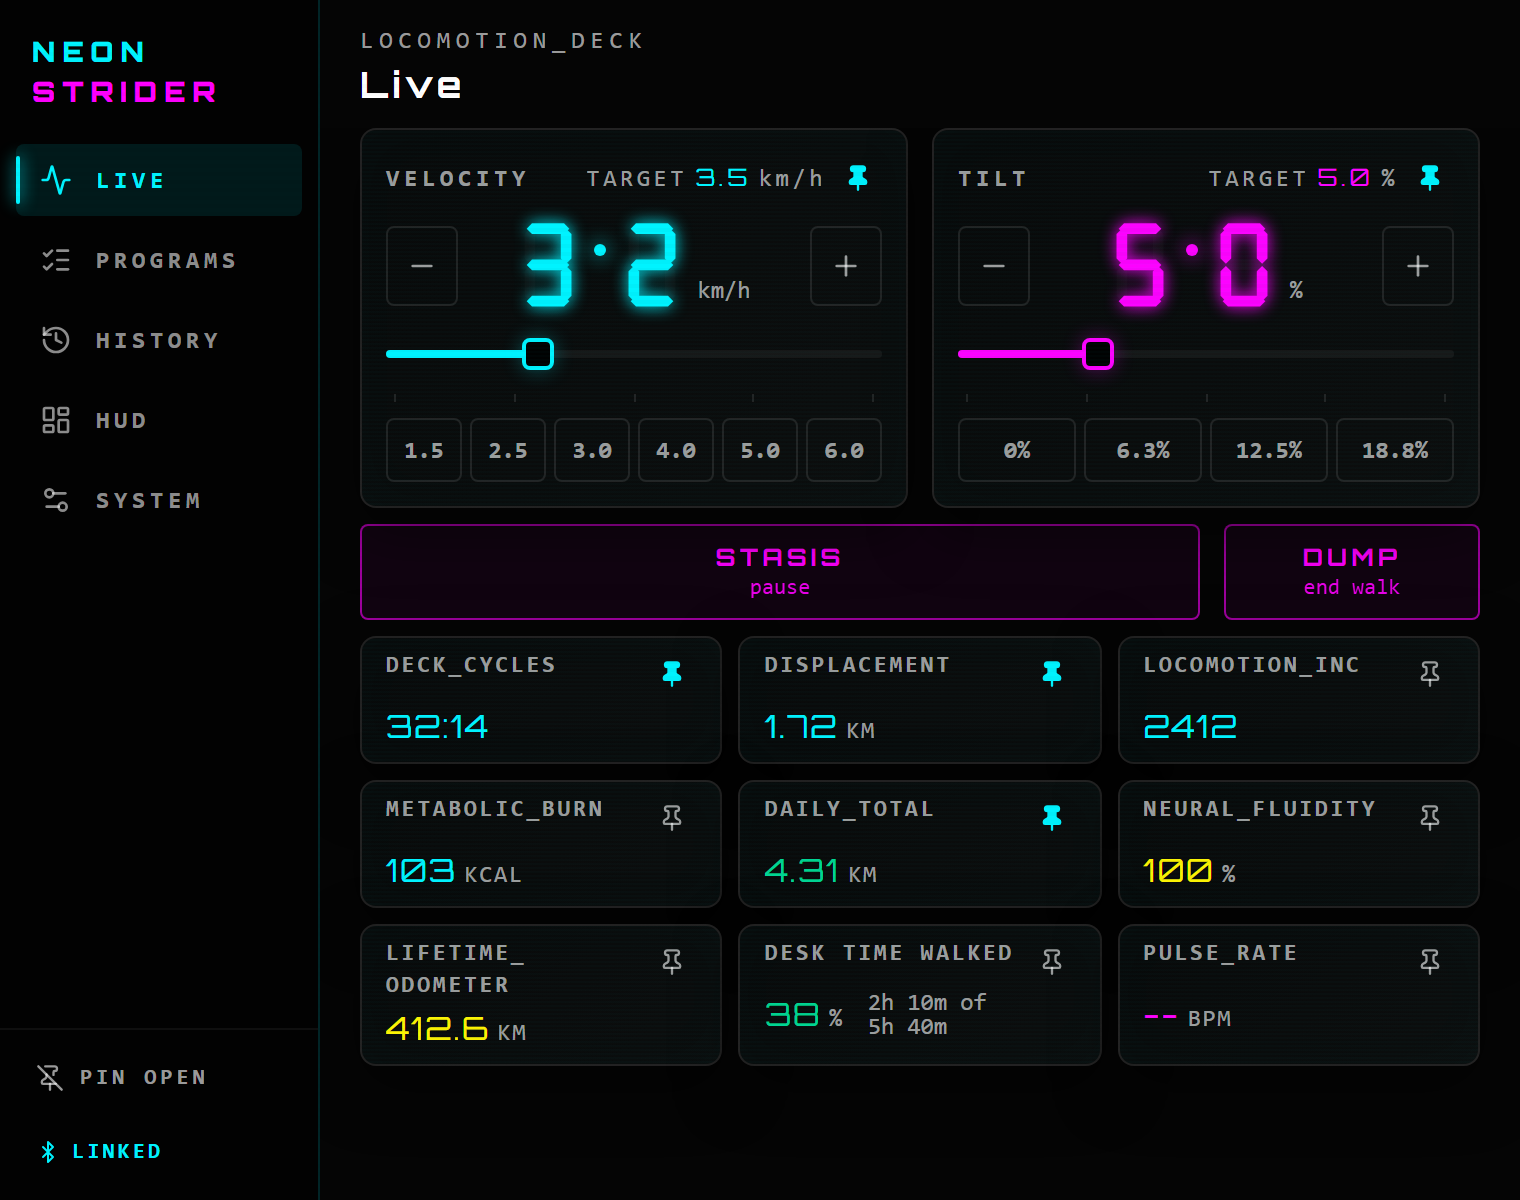 NEON
STRIDER
LIVE
PROGRAMS
HISTORY
HUD
SYSTEM
PIN OPEN
LINKED
LOCOMOTION_DECK
Live
VELOCITY TARGET 3.5 km/h
− 3.2 km/h +
1.5 2.5 3.0 4.0 5.0 6.0
TILT TARGET 5.0 %
− 5.0 % +
0% 6.3% 12.5% 18.8%
STASIS
pause
DUMP
end walk
DECK_CYCLES
32:14
DISPLACEMENT
1.72 KM
LOCOMOTION_INC
2412
METABOLIC_BURN
103 KCAL
DAILY_TOTAL
4.31 KM
NEURAL_FLUIDITY
100 %
LIFETIME_
ODOMETER
412.6 KM
DESK TIME WALKED
38 % 2h 10m of
5h 40m
PULSE_RATE
-- BPM